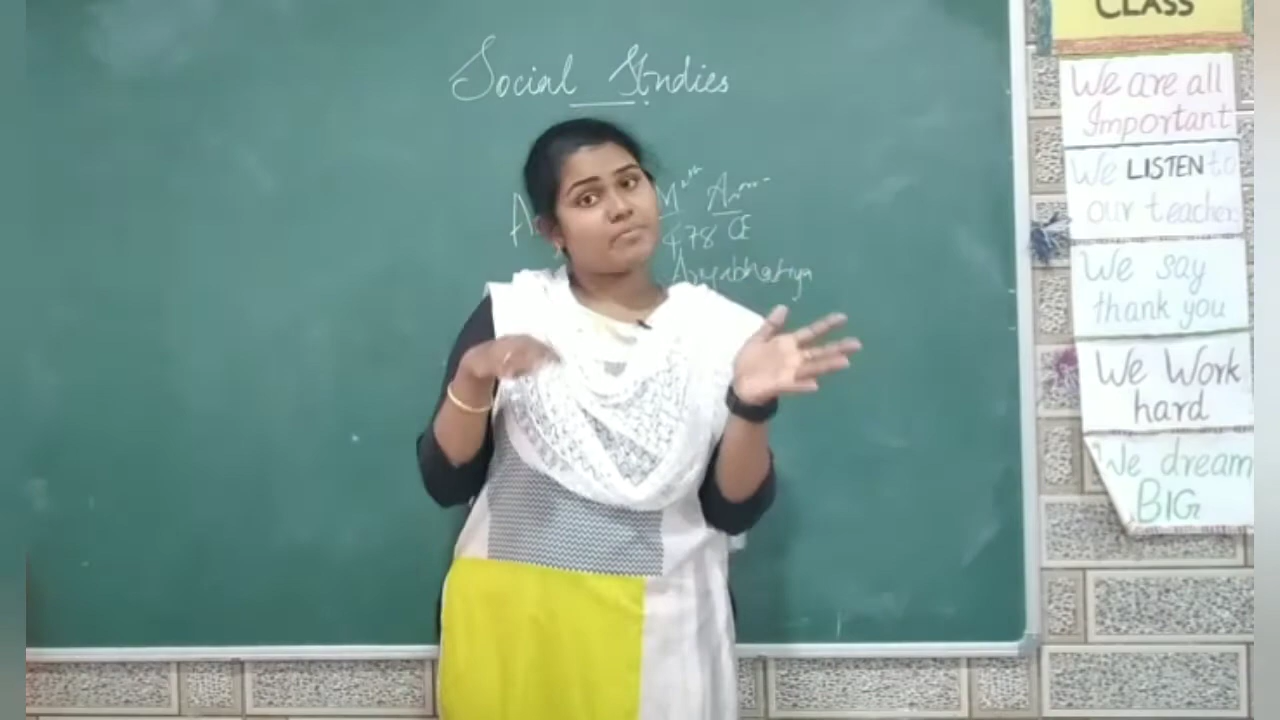 Social Studies
478 CE
Aryabhatiya
CLASS
We are all
Important
We LISTEN to
our teacher
We say
thank you
We Work
hard
We dream
BIG